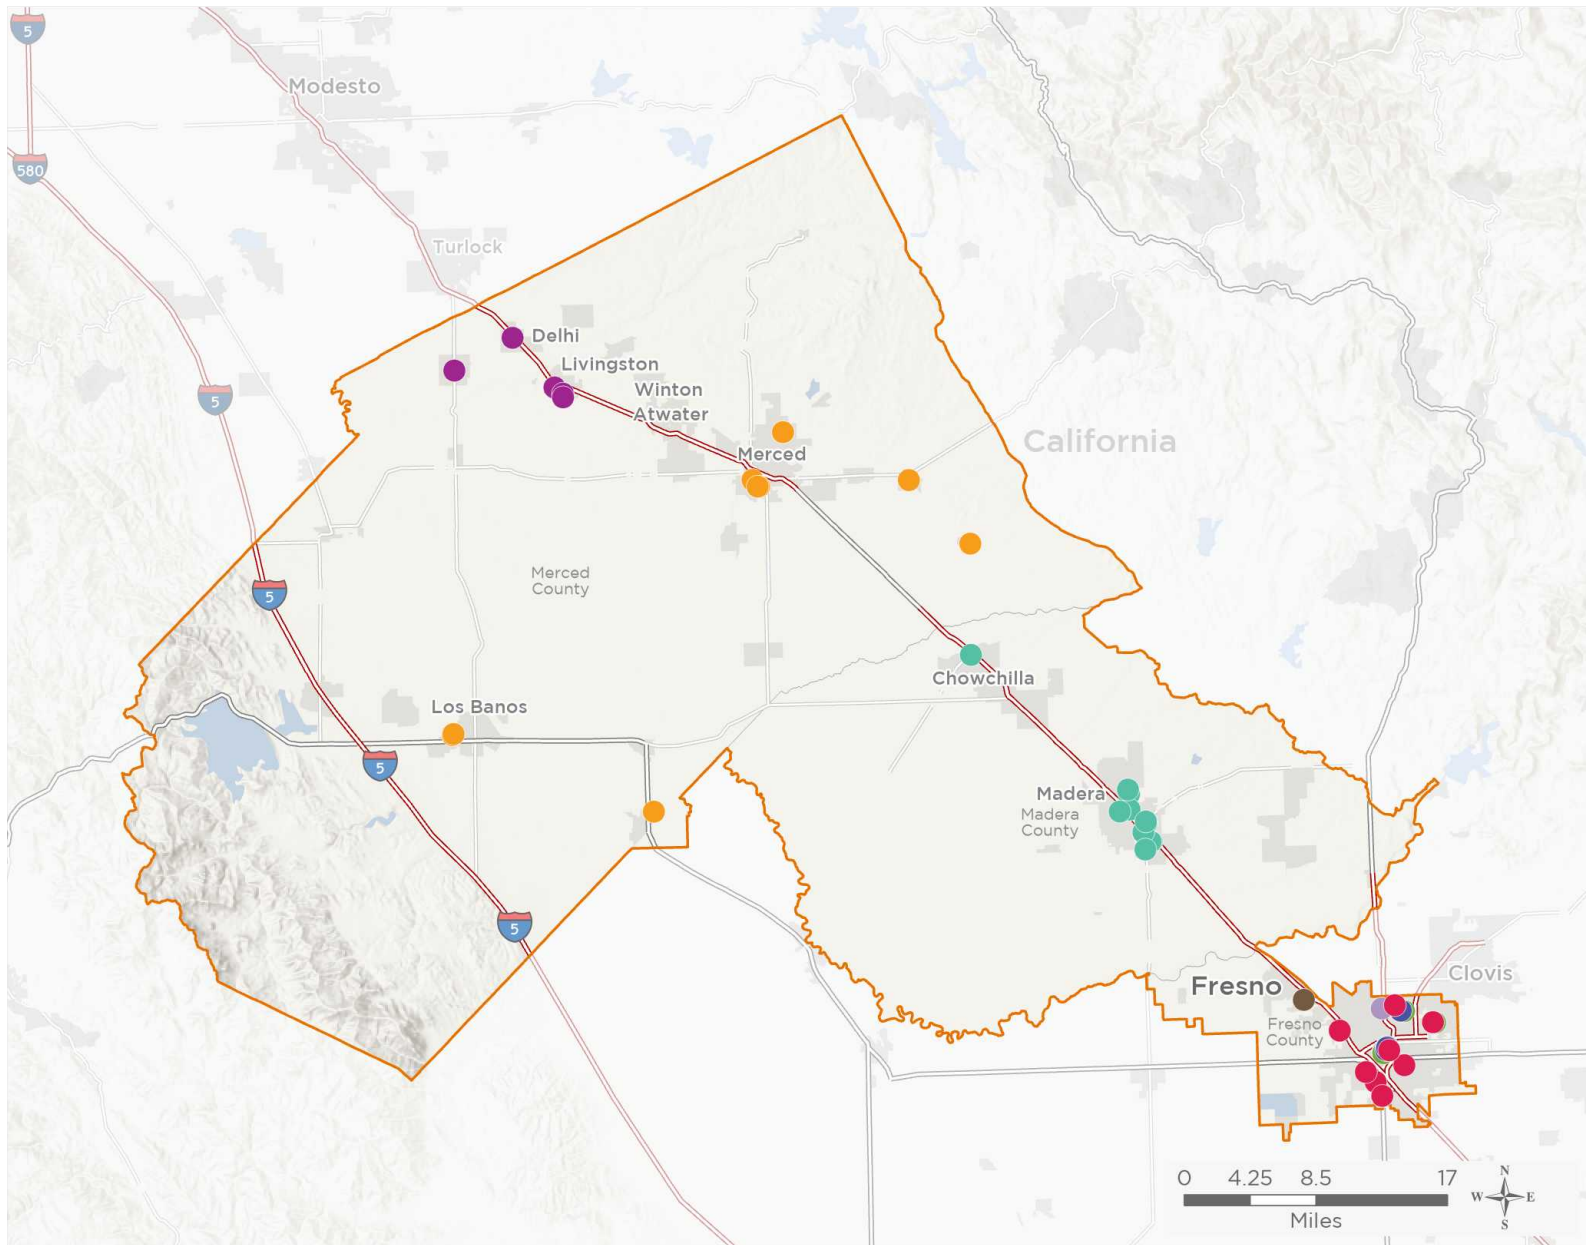 5
Modesto
580
Turlock
Delhi
Livingston
Winton
5
Atwater
California
Merced
Merced
County
5
Chowchilla
Los Banos
5
Madera
Madera
County
5
Clovis
Fresno
Fresno
County
0 4.25 8.5 17
Miles
N
W E
S